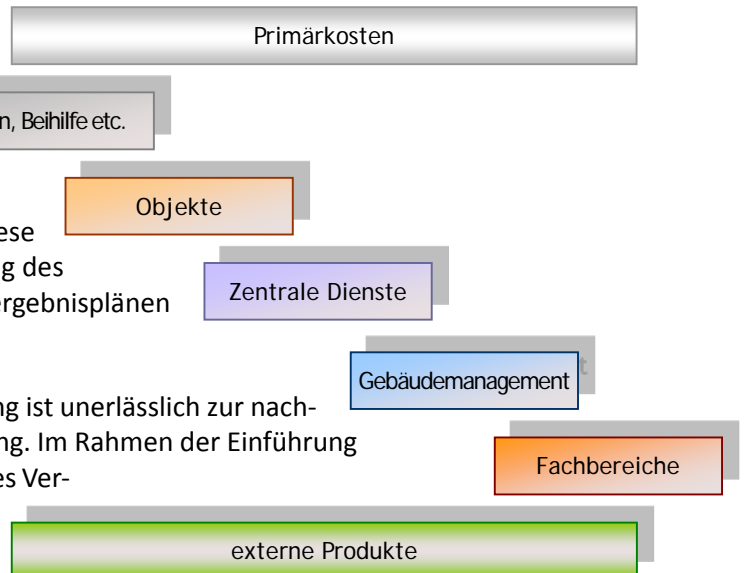 Primärkosten
n, Beihilfe etc.
Objekte
ese
g des
Zentrale Dienste
ergebnisplänen
Gebäudemanagement
t
ng ist unerlässlich zur nach-
ng. Im Rahmen der Einführung
Fachbereiche
es Ver-
externe Produkte